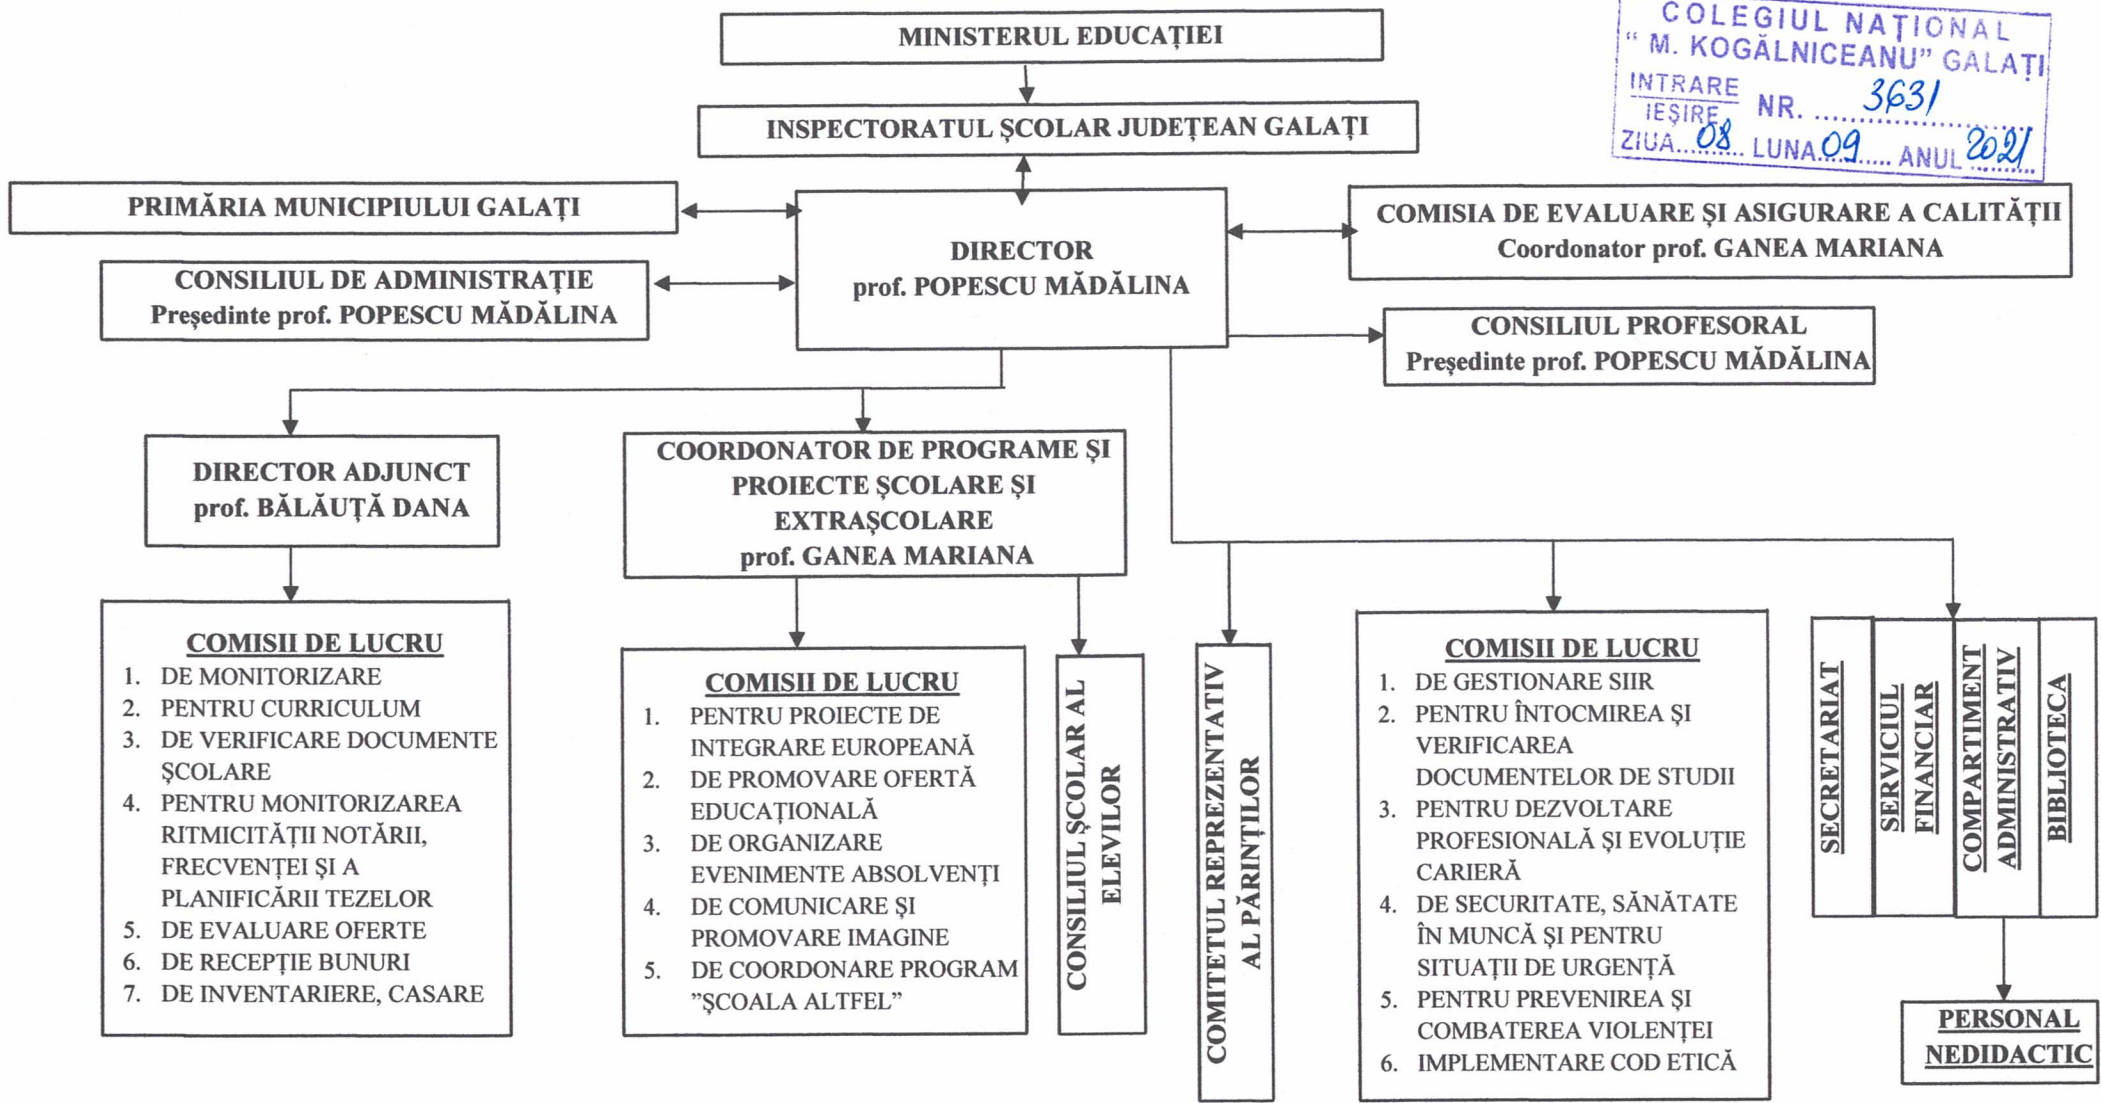 MINISTERUL EDUCAȚIEI
COLEGIUL NAȚIONAL
“ M. KOGĂLNICEANU” GALAȚI
INTRARE
IEȘIRE NR. 3631
ZIUA 08 LUNA 09 ANUL 2021
INSPECTORATUL ȘCOLAR JUDEȚEAN GALAȚI
PRIMĂRIA MUNICIPIULUI GALAȚI
DIRECTOR
prof. POPESCU MĂDĂLINA
COMISIA DE EVALUARE ȘI ASIGURARE A CALITĂȚII
Coordonator prof. GANEA MARIANA
CONSILIUL DE ADMINISTRAȚIE
Președinte prof. POPESCU MĂDĂLINA
CONSILIUL PROFESORAL
Președinte prof. POPESCU MĂDĂLINA
DIRECTOR ADJUNCT
prof. BĂLĂUȚĂ DANA
COORDONATOR DE PROGRAME ȘI
PROIECTE ȘCOLARE ȘI
EXTRAȘCOLARE
prof. GANEA MARIANA
COMISII DE LUCRU
1. DE MONITORIZARE
2. PENTRU CURRICULUM
3. DE VERIFICARE DOCUMENTE
ȘCOLARE
4. PENTRU MONITORIZAREA
RITMICITĂȚII NOTĂRII,
FRECVENȚEI ȘI A
PLANIFICĂRII TEZELOR
5. DE EVALUARE OFERTE
6. DE RECEPȚIE BUNURI
7. DE INVENTARIERE, CASARE
COMISII DE LUCRU
1. PENTRU PROIECTE DE
INTEGRARE EUROPEANĂ
2. DE PROMOVARE OFERTĂ
EDUCAȚIONALĂ
3. DE ORGANIZARE
EVENIMENTE ABSOLVENȚI
4. DE COMUNICARE ȘI
PROMOVARE IMAGINE
5. DE COORDONARE PROGRAM
”ȘCOALA ALTFEL”
CONSILIUL ȘCOLAR AL
ELEVILOR
COMITETUL REPREZENTATIV
AL PĂRINȚILOR
COMISII DE LUCRU
1. DE GESTIONARE SIIR
2. PENTRU ÎNTOCMIREA ȘI
VERIFICAREA
DOCUMENTELOR DE STUDII
3. PENTRU DEZVOLTARE
PROFESIONALĂ ȘI EVOLUȚIE
CARIERĂ
4. DE SECURITATE, SĂNĂTATE
ÎN MUNCĂ ȘI PENTRU
SITUAȚII DE URGENȚĂ
5. PENTRU PREVENIREA ȘI
COMBATEREA VIOLENȚEI
6. IMPLEMENTARE COD ETICĂ
SECRETARIAT
SERVICIUL
FINANCIAR
COMPARTIMENT
ADMINISTRATIV
BIBLIOTECA
PERSONAL
NEDIDACTIC